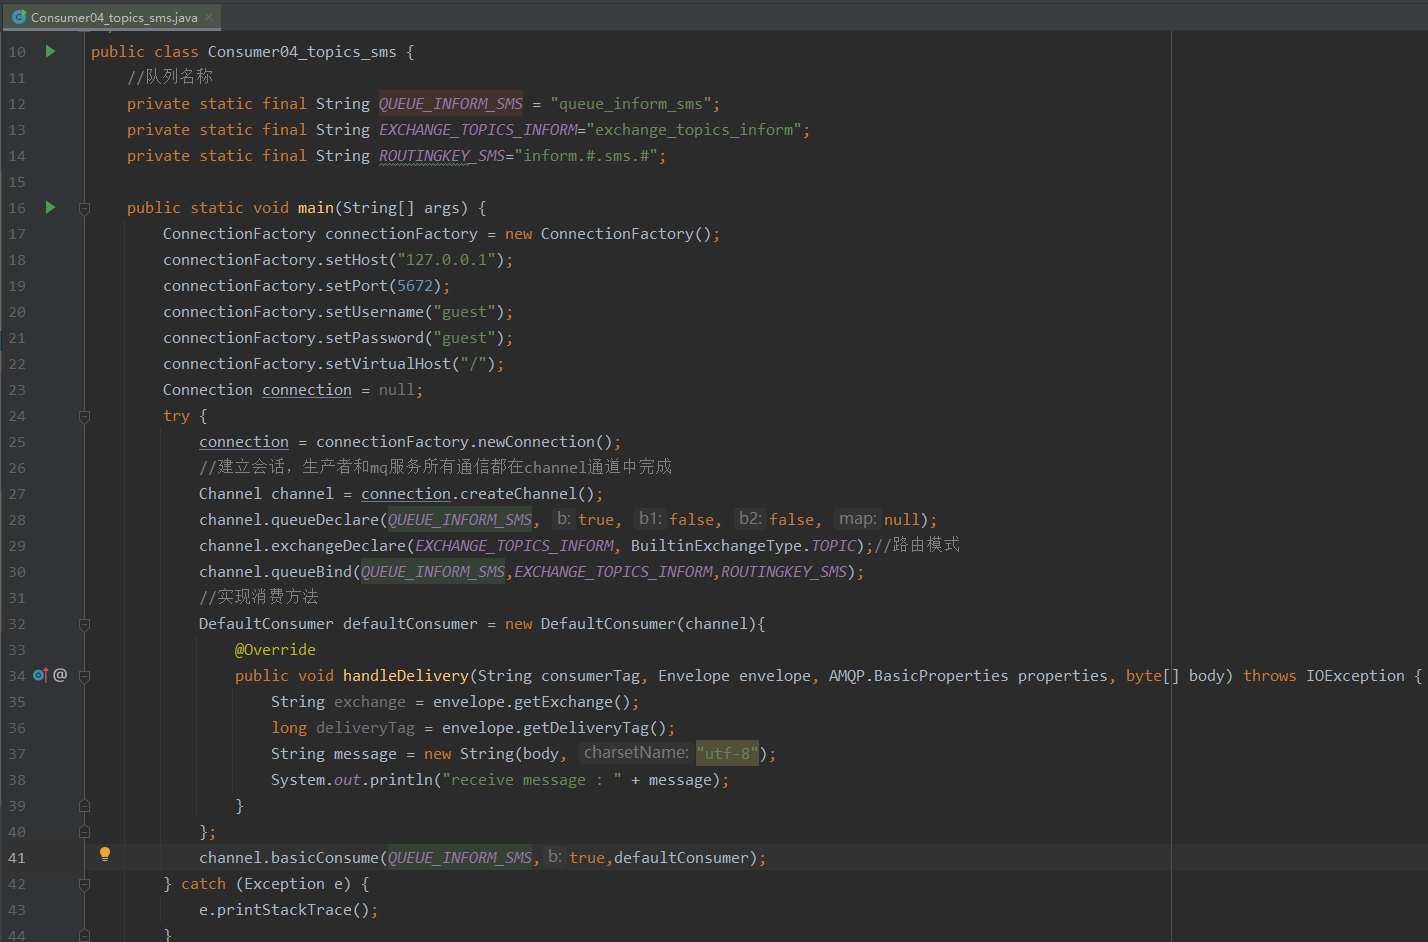 Consumer04_topics_sms.java
10 public class Consumer04_topics_sms {
11 //队列名称
12 private static final String QUEUE_INFORM_SMS = "queue_inform_sms";
13 private static final String EXCHANGE_TOPICS_INFORM="exchange_topics_inform";
14 private static final String ROUTINGKEY_SMS="inform.#.sms.#";
15
16 public static void main(String[] args) {
17 ConnectionFactory connectionFactory = new ConnectionFactory();
18 connectionFactory.setHost("127.0.0.1");
19 connectionFactory.setPort(5672);
20 connectionFactory.setUsername("guest");
21 connectionFactory.setPassword("guest");
22 connectionFactory.setVirtualHost("/");
23 Connection connection = null;
24 try {
25 connection = connectionFactory.newConnection();
26 //建立会话，生产者和mq服务所有通信都在channel通道中完成
27 Channel channel = connection.createChannel();
28 channel.queueDeclare(QUEUE_INFORM_SMS, b: true, b1: false, b2: false, map: null);
29 channel.exchangeDeclare(EXCHANGE_TOPICS_INFORM, BuiltinExchangeType.TOPIC);//路由模式
30 channel.queueBind(QUEUE_INFORM_SMS,EXCHANGE_TOPICS_INFORM,ROUTINGKEY_SMS);
31 //实现消费方法
32 DefaultConsumer defaultConsumer = new DefaultConsumer(channel){
33 @Override
34 @ public void handleDelivery(String consumerTag, Envelope envelope, AMQP.BasicProperties properties, byte[] body) throws IOException {
35 String exchange = envelope.getExchange();
36 long deliveryTag = envelope.getDeliveryTag();
37 String message = new String(body, charsetName: "utf-8");
38 System.out.println("receive message : " + message);
39 }
40 };
41 channel.basicConsume(QUEUE_INFORM_SMS, b: true,defaultConsumer);
42 } catch (Exception e) {
43 e.printStackTrace();
44 }